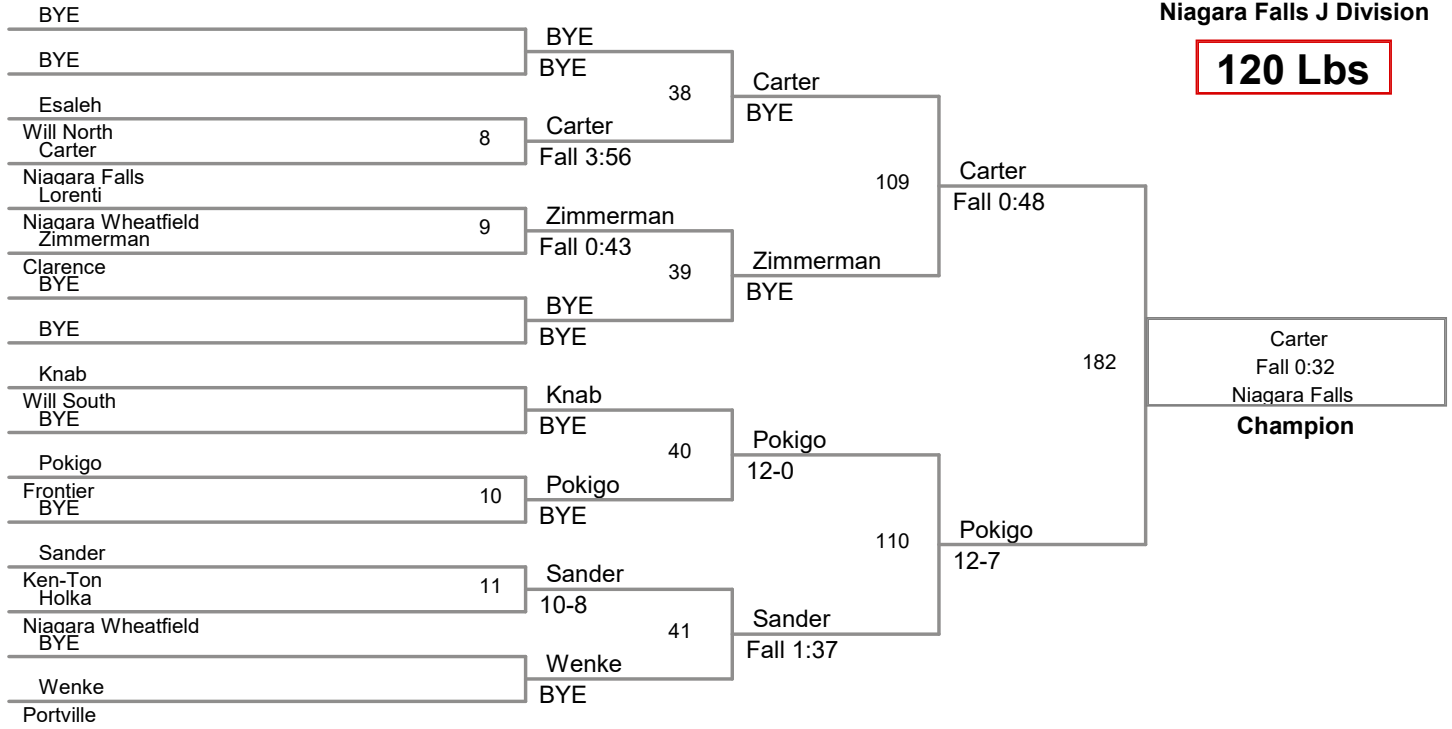 Niagara Falls J Division
120 Lbs
BYE
BYE
Esaleh
Will North
Carter
Niagara Falls
Lorenti
Niagara Wheatfield
Zimmerman
Clarence
BYE
BYE
Knab
Will South
BYE
Pokigo
Frontier
BYE
Sander
Ken-Ton
Holka
Niagara Wheatfield
BYE
Wenke
Portville
8
9
10
11
BYE
BYE
Carter
Fall 3:56
Zimmerman
Fall 0:43
BYE
BYE
Knab
BYE
Pokigo
BYE
Sander
10-8
Wenke
BYE
38
39
40
41
Carter
BYE
Zimmerman
BYE
Pokigo
12-0
Sander
Fall 1:37
109
110
Carter
Fall 0:48
Pokigo
12-7
182
Carter
Fall 0:32
Niagara Falls
Champion